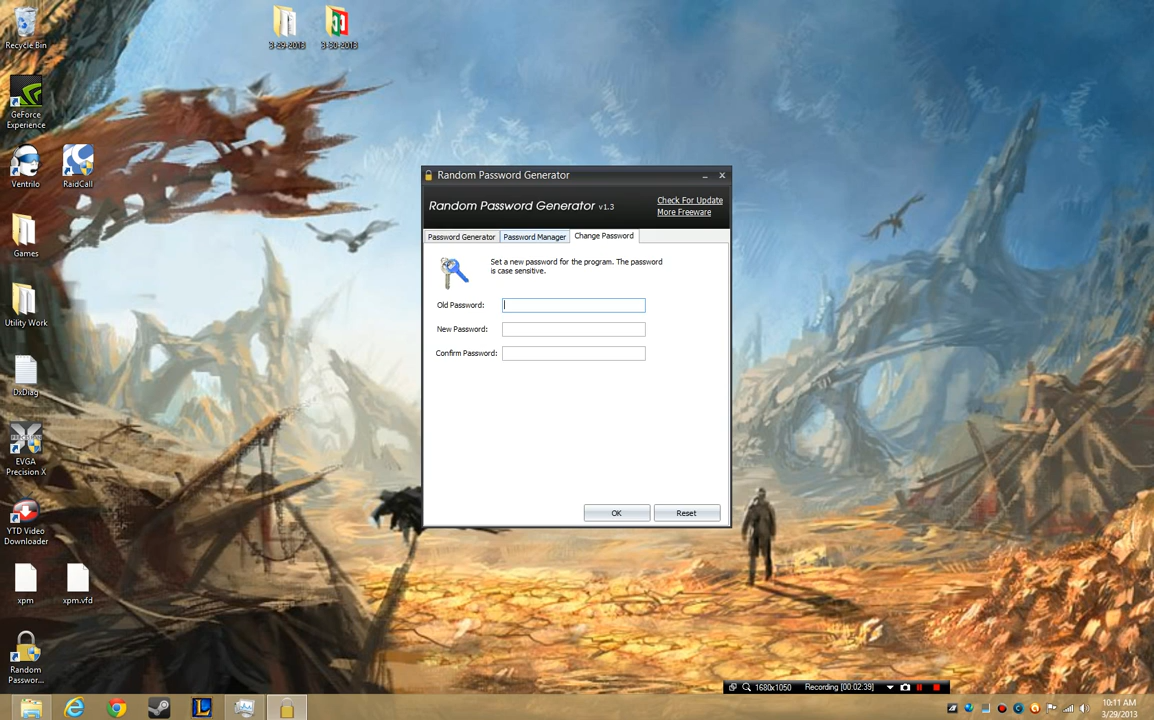 Recycle Bin
3-29-2013
3-30-2013
GeForce
Experience
Ventrilo
RaidCall
Games
Utility Work
DxDiag
EVGA
Precision X
YTD Video
Downloader
xpm
xpm.vfd
Random
Passwor...
Random Password Generator
Random Password Generator v1.3
Check For Update
More Freeware
Password Generator
Password Manager
Change Password
Set a new password for the program. The password
is case sensitive.
Old Password:
New Password:
Confirm Password:
OK
Reset
1680x1050
Recording [00:02:39]
10:11 AM
3/29/2013